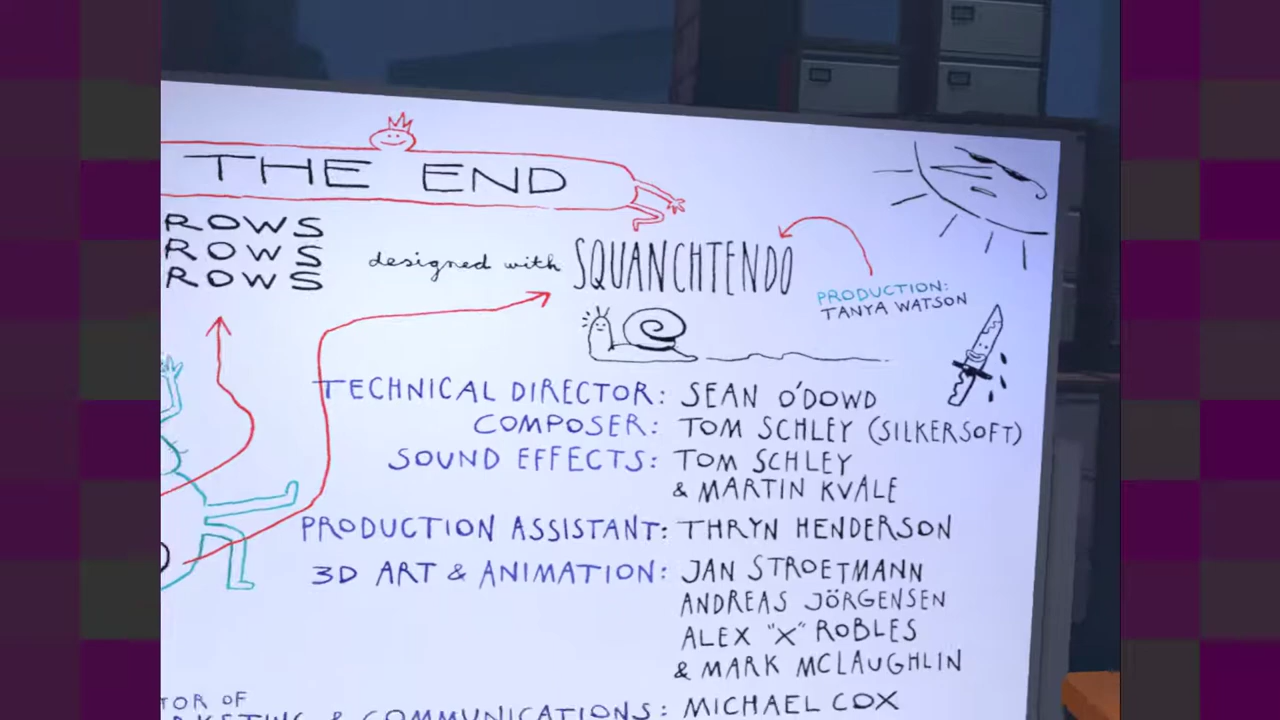 THE END
ROWS
ROWS
ROWS
designed with SQUANCHTENDO
PRODUCTION:
TANYA WATSON
TECHNICAL DIRECTOR: SEAN O'DOWD
COMPOSER: TOM SCHLEY (SILKERSOFT)
SOUND EFFECTS: TOM SCHLEY
& MARTIN KVALE
PRODUCTION ASSISTANT: THRYN HENDERSON
3D ART & ANIMATION: JAN STROETMANN
ANDREAS JÖRGENSEN
ALEX "X" ROBLES
& MARK MCLAUGHLIN
TOR OF
RKETING & COMMUNICATIONS: MICHAEL COX